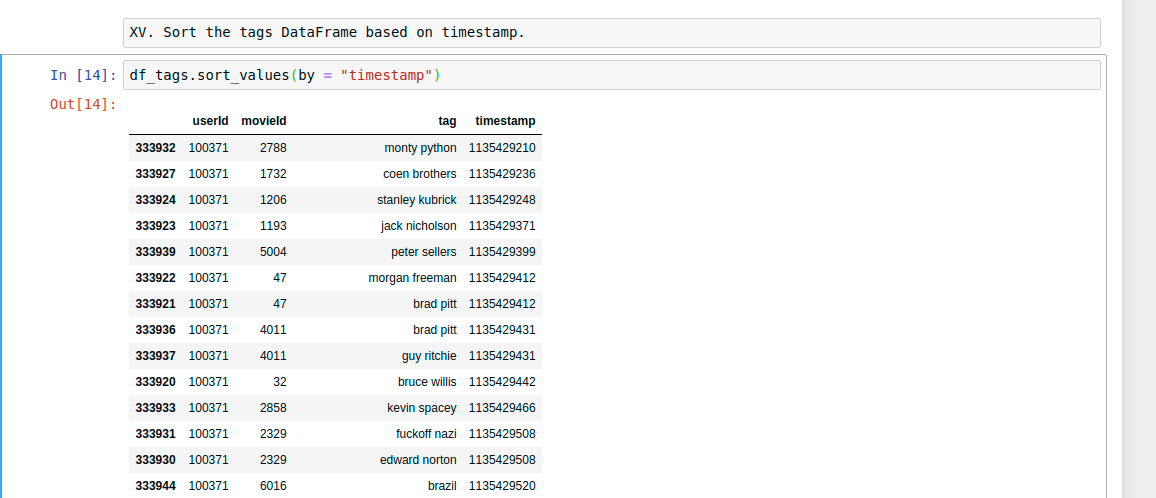 XV. Sort the tags DataFrame based on timestamp.
In [14]: df_tags.sort_values(by = "timestamp")
Out[14]:
userId movieId tag timestamp
333932 100371 2788 monty python 1135429210
333927 100371 1732 coen brothers 1135429236
333924 100371 1206 stanley kubrick 1135429248
333923 100371 1193 jack nicholson 1135429371
333939 100371 5004 peter sellers 1135429399
333922 100371 47 morgan freeman 1135429412
333921 100371 47 brad pitt 1135429412
333936 100371 4011 brad pitt 1135429431
333937 100371 4011 guy ritchie 1135429431
333920 100371 32 bruce willis 1135429442
333933 100371 2858 kevin spacey 1135429466
333931 100371 2329 fuckoff nazi 1135429508
333930 100371 2329 edward norton 1135429508
333944 100371 6016 brazil 1135429520